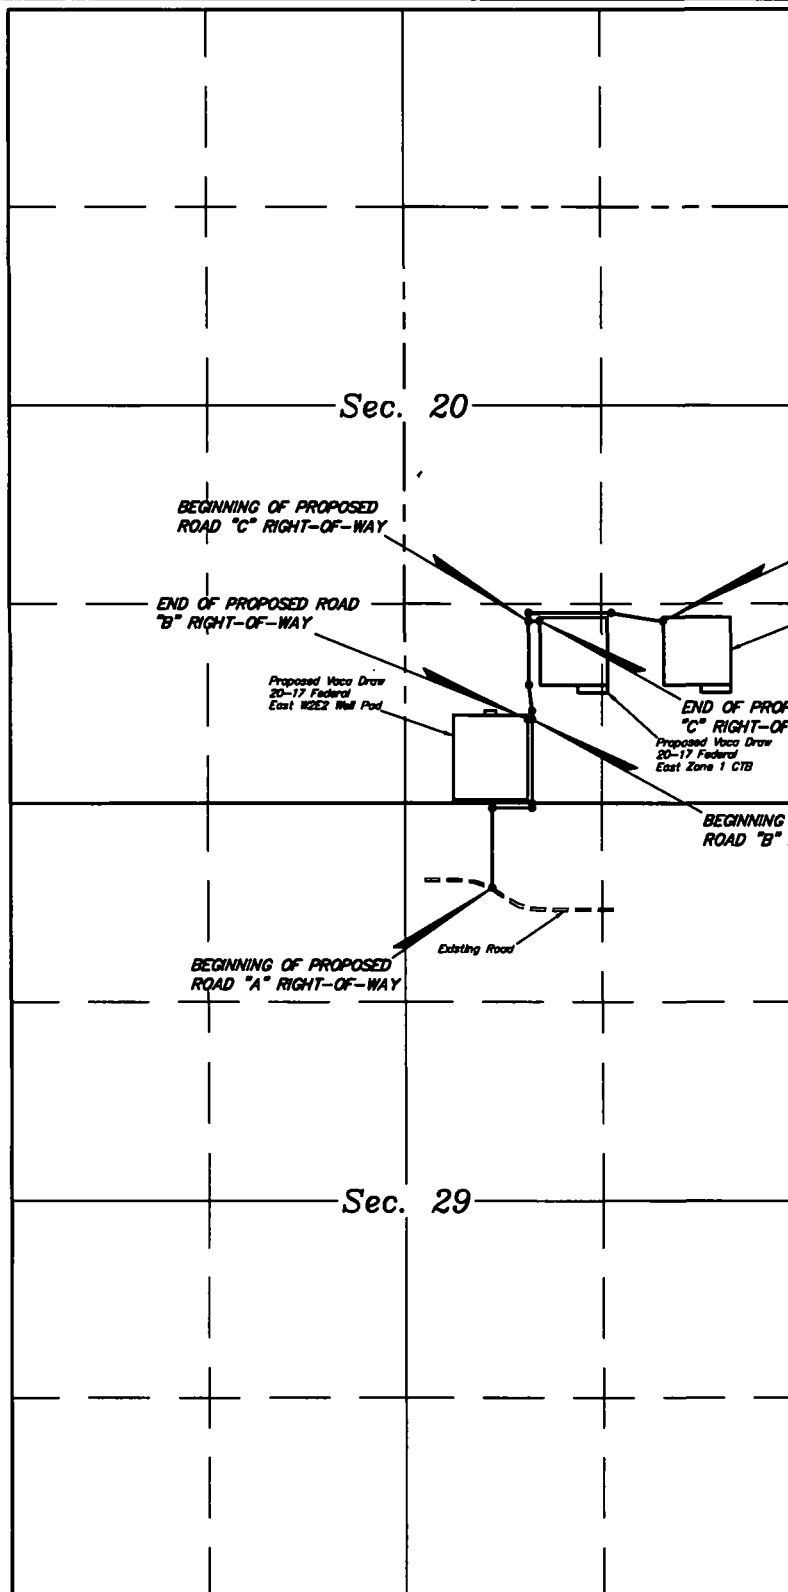 Sec. 20
BEGINNING OF PROPOSED
ROAD "C" RIGHT-OF-WAY
END OF PROPOSED ROAD
"B" RIGHT-OF-WAY
Proposed Vaca Draw
20-17 Federal
East W2E2 Well Pad
END OF PROP
"C" RIGHT-OF
Proposed Vaca Draw
20-17 Federal
East Zone 1 CTB
BEGINNING
ROAD "B"
Existing Road
BEGINNING OF PROPOSED
ROAD "A" RIGHT-OF-WAY
Sec. 29